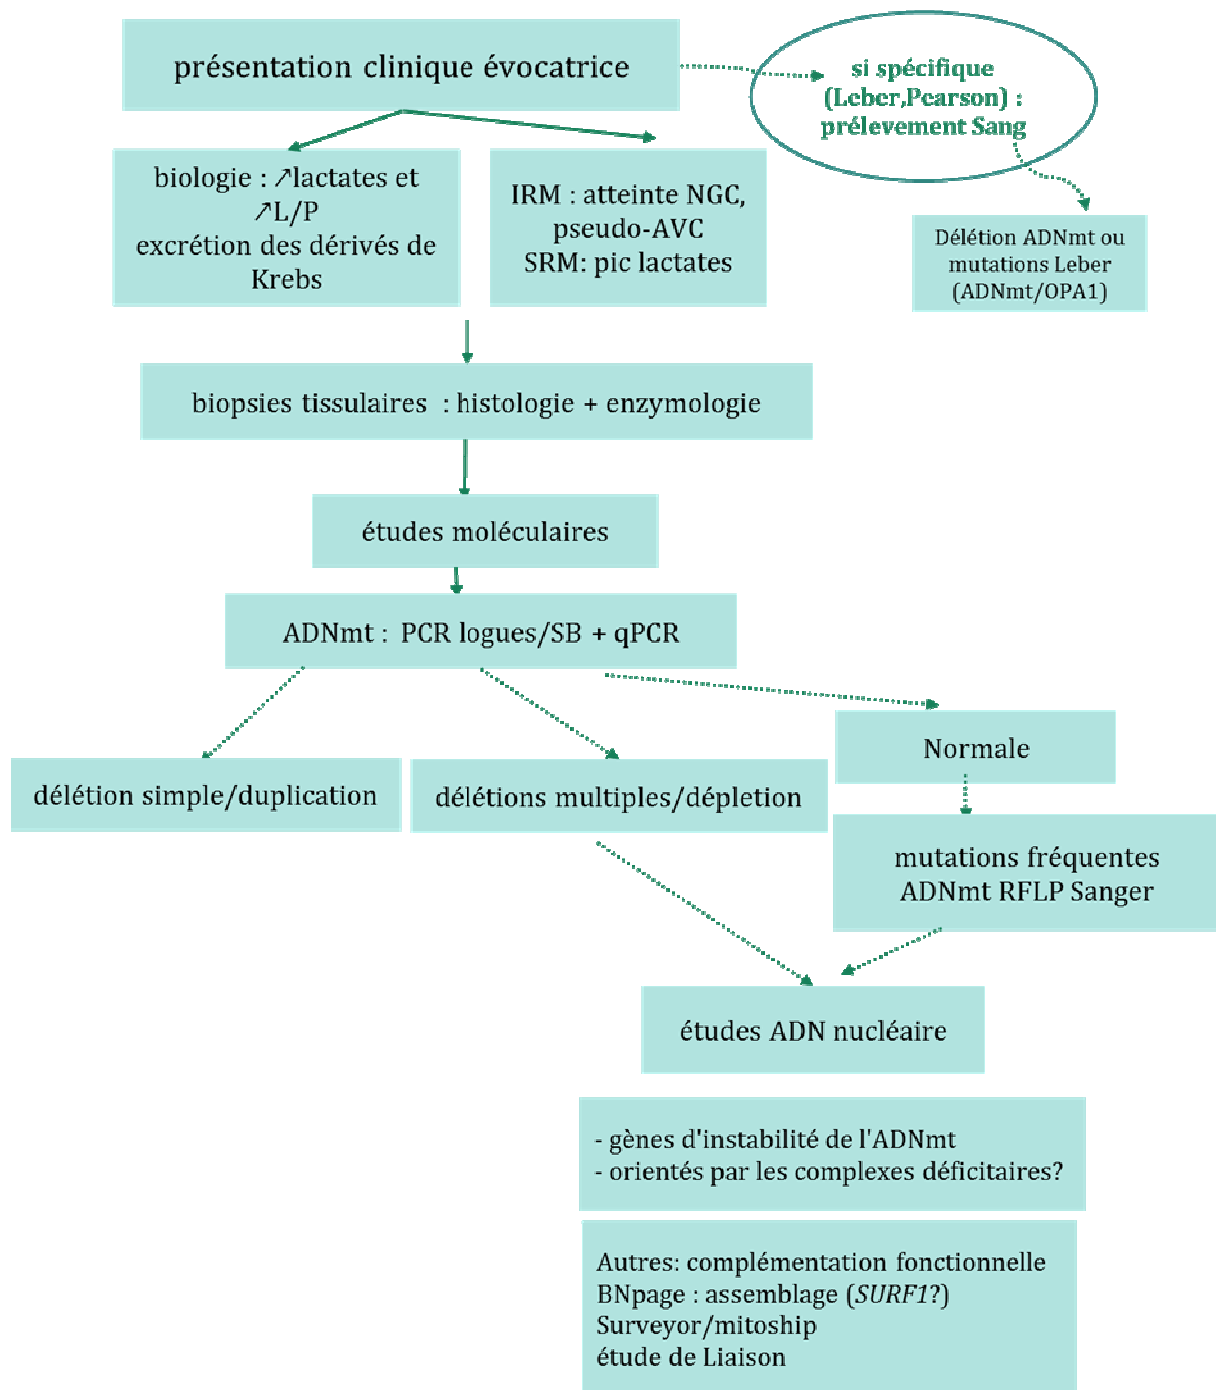 présentation clinique évocatrice
si spécifique
(Leber,Pearson) :
prélevement Sang
biologie : ↗lactates et
↗L/P
excrétion des dérivés de
Krebs
IRM : atteinte NGC,
pseudo-AVC
SRM: pic lactates
Délétion ADNmt ou
mutations Leber
(ADNmt/OPA1)
biopsies tissulaires : histologie + enzymologie
études moléculaires
ADNmt : PCR logues/SB + qPCR
Normale
délétion simple/duplication
délétions multiples/dépletion
mutations fréquentes
ADNmt RFLP Sanger
études ADN nucléaire
- gènes d'instabilité de l'ADNmt
- orientés par les complexes déficitaires?
Autres: complémentation fonctionnelle
BNpage : assemblage (SURF1?)
Surveyor/mitoship
étude de Liaison